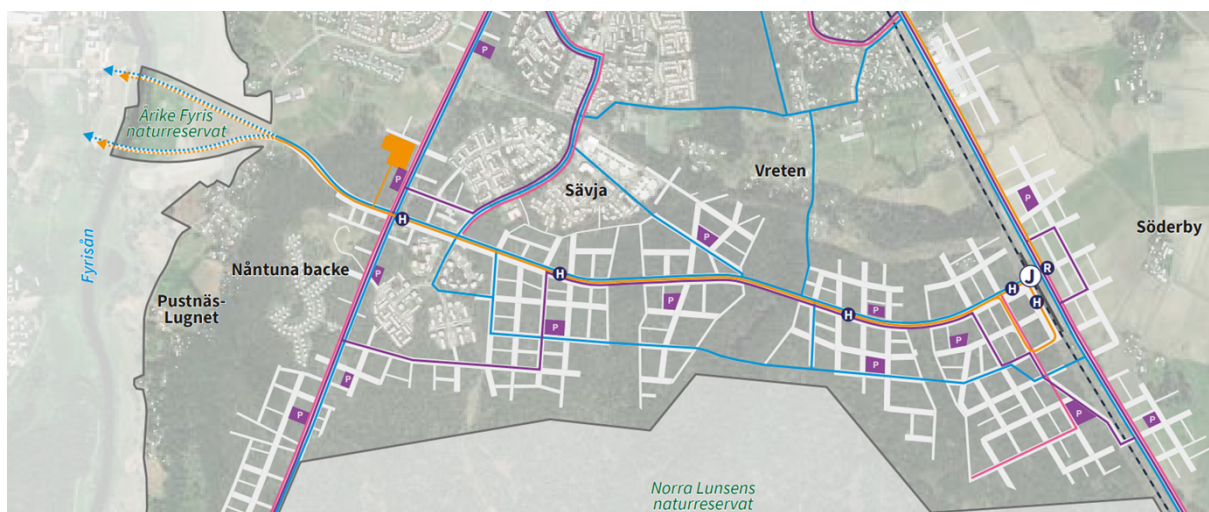 P
Årike Fyris
naturreservat
P
Sävja
Vreten
P
Söderby
Fyrisån
H
P
Nåntuna backe
P
H
R
J
H
H
Pustnäs-
Lugnet
P
P
H
P
P
P
P
P
P
P
Norra Lunsens
naturreservat